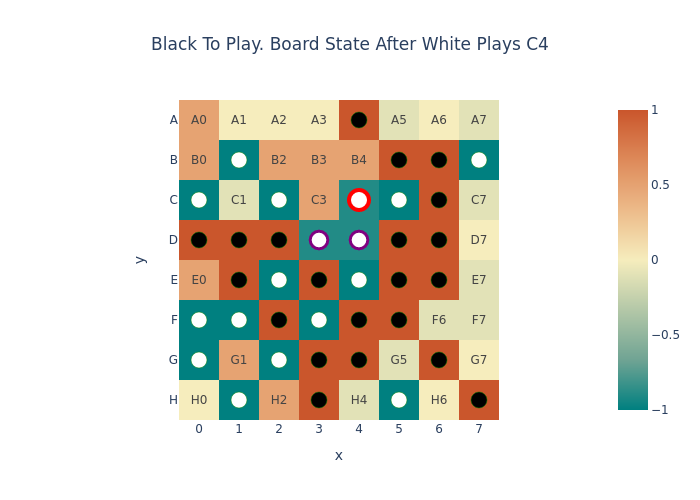 Black To Play. Board State After White Plays C4
A A0 A1 A2 A3 A5 A6 A7
B B0 B2 B3 B4
C C1 C3 C7
D D7
E E0 E7
F F6 F7
G G1 G5 G7
H H0 H2 H4 H6
0 1 2 3 4 5 6 7
x
y
1
0.5
0
−0.5
−1